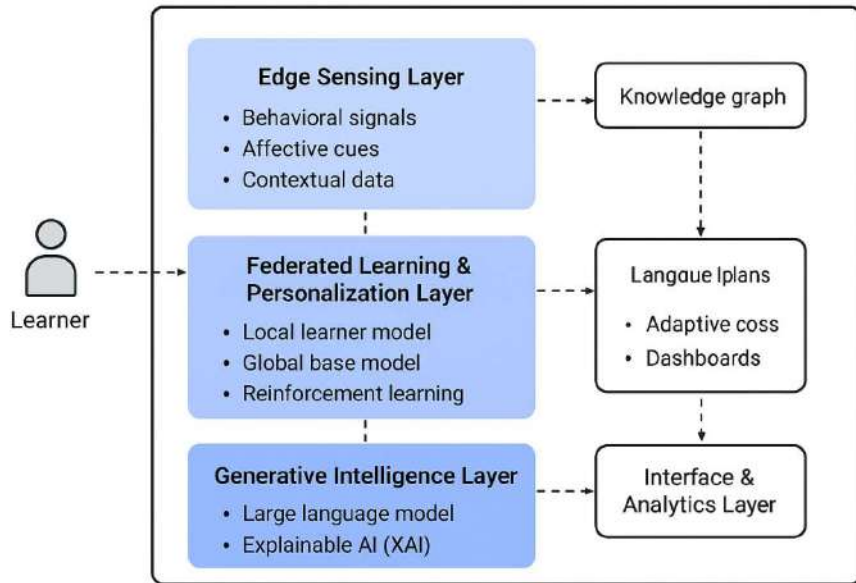 Edge Sensing Layer
• Behavioral signals
• Affective cues
• Contextual data
Knowledge graph
Learner
Federated Learning &
Personalization Layer
• Local learner model
• Global base model
• Reinforcement learning
Langɑue lplans
• Adaptive coss
• Dashboards
Generative Intelligence Layer
• Large language model
• Explainable AI (XAI)
Interface &
Analytics Layer